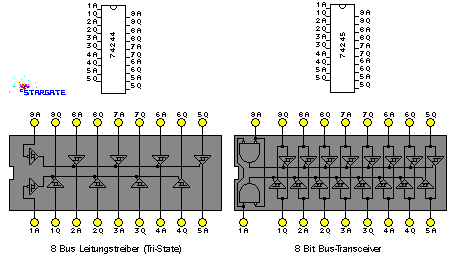 1A
1Q
2A
2Q
3A
3Q
4A
4Q
5A
5Q
74244
9A
9Q
8A
8Q
7A
7Q
6A
6Q
5Q
1A
1Q
2A
2Q
3A
3Q
4A
4Q
5A
5Q
74245
9A
9Q
8A
8Q
7A
7Q
6A
6Q
5Q
STARGATE
9A 9Q 8A 8Q 7A 7Q 6A 6Q 5Q
9A 9Q 8A 8Q 7A 7Q 6A 6Q 5Q
1A 1Q 2A 2Q 3A 3Q 4A 4Q 5A
1A 1Q 2A 2Q 3A 3Q 4A 4Q 5A
8 Bus Leitungstreiber (Tri-State)
8 Bit Bus-Transceiver